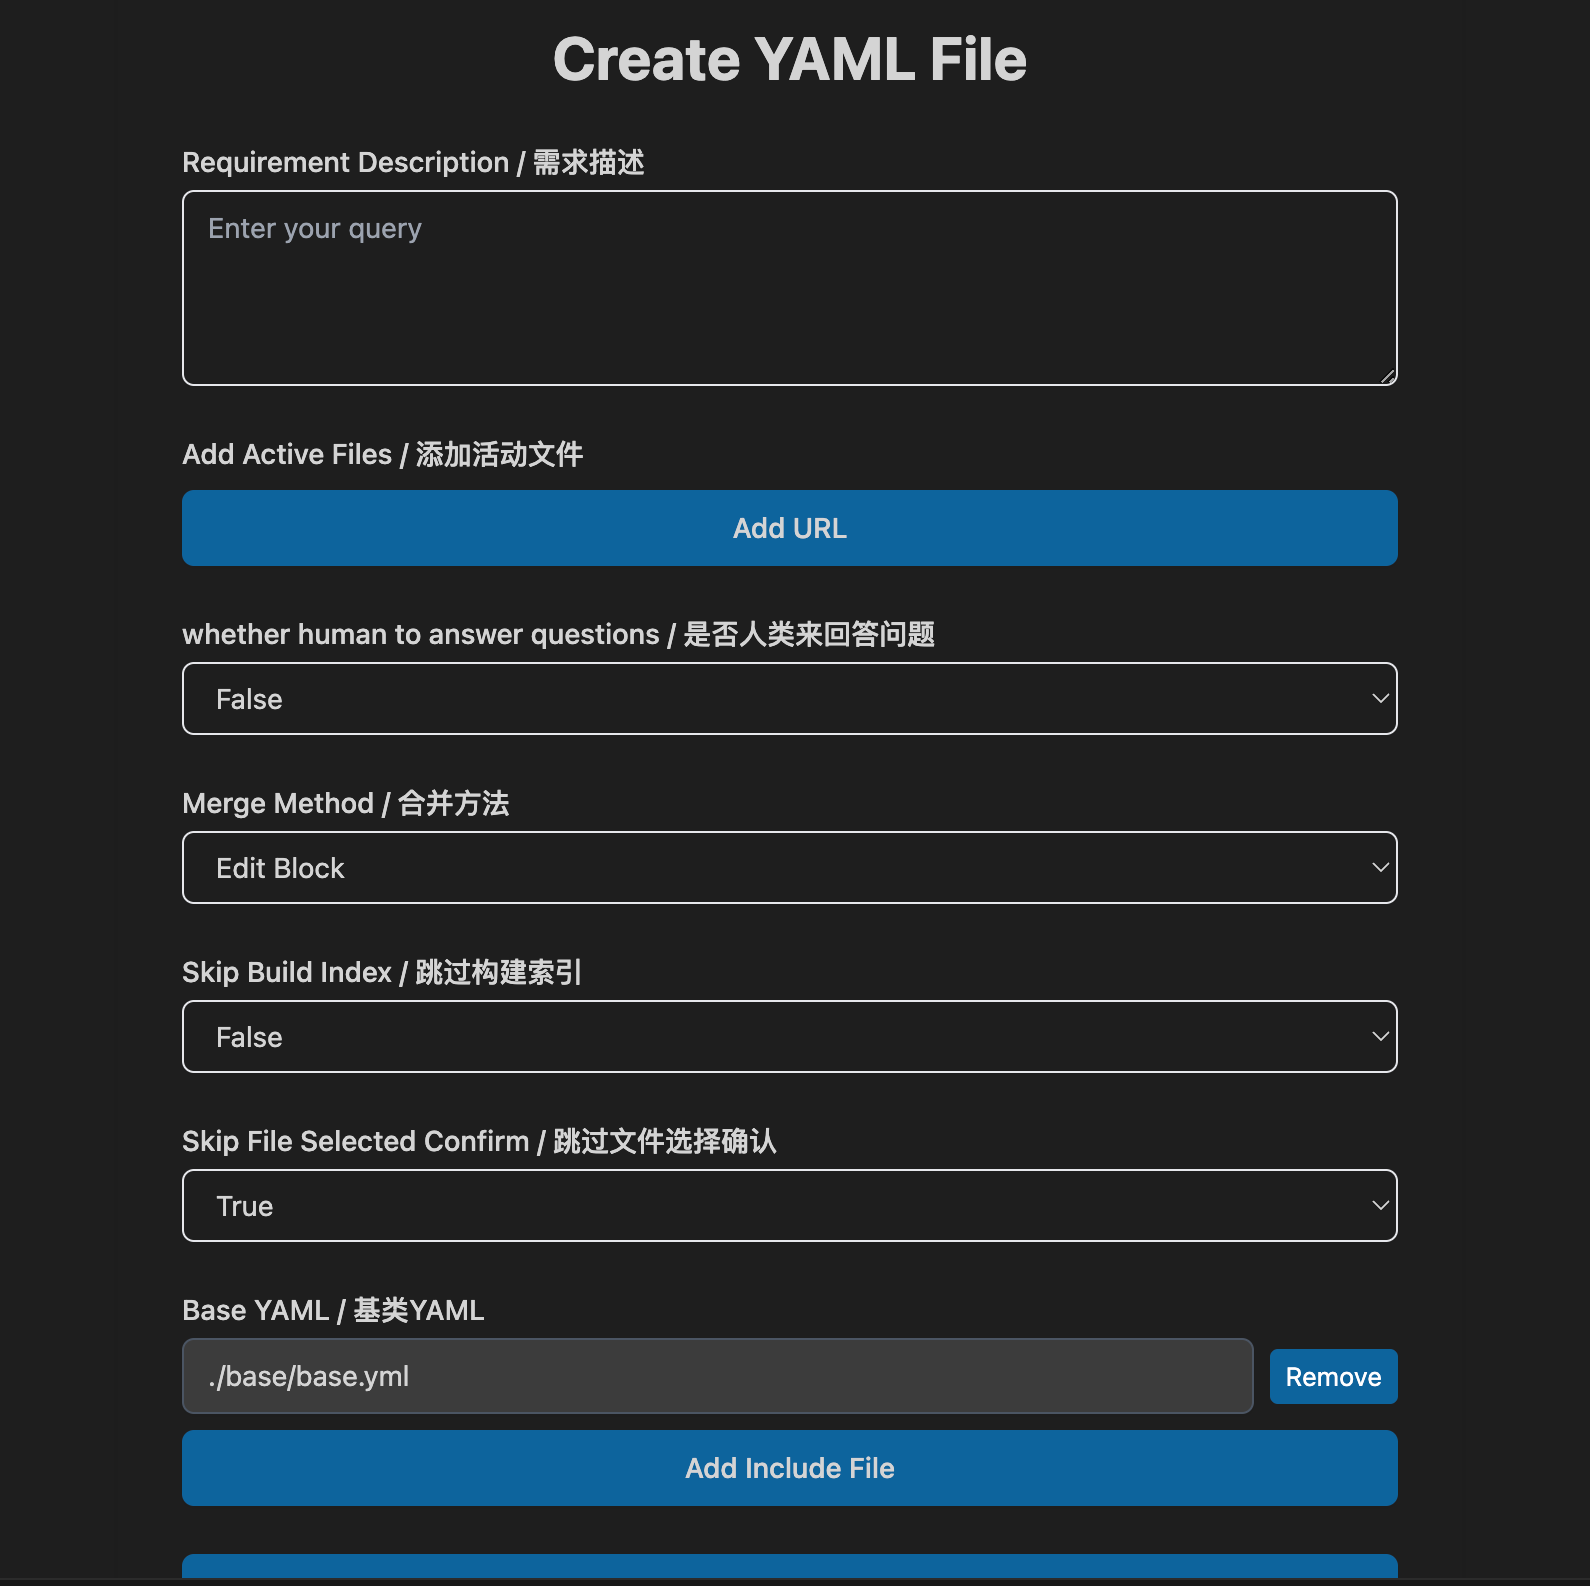 Create YAML File
Requirement Description / 需求描述
Enter your query
Add Active Files / 添加活动文件
Add URL
whether human to answer questions / 是否人类来回答问题
False
Merge Method / 合并方法
Edit Block
Skip Build Index / 跳过构建索引
False
Skip File Selected Confirm / 跳过文件选择确认
True
Base YAML / 基类YAML
./base/base.yml
Remove
Add Include File